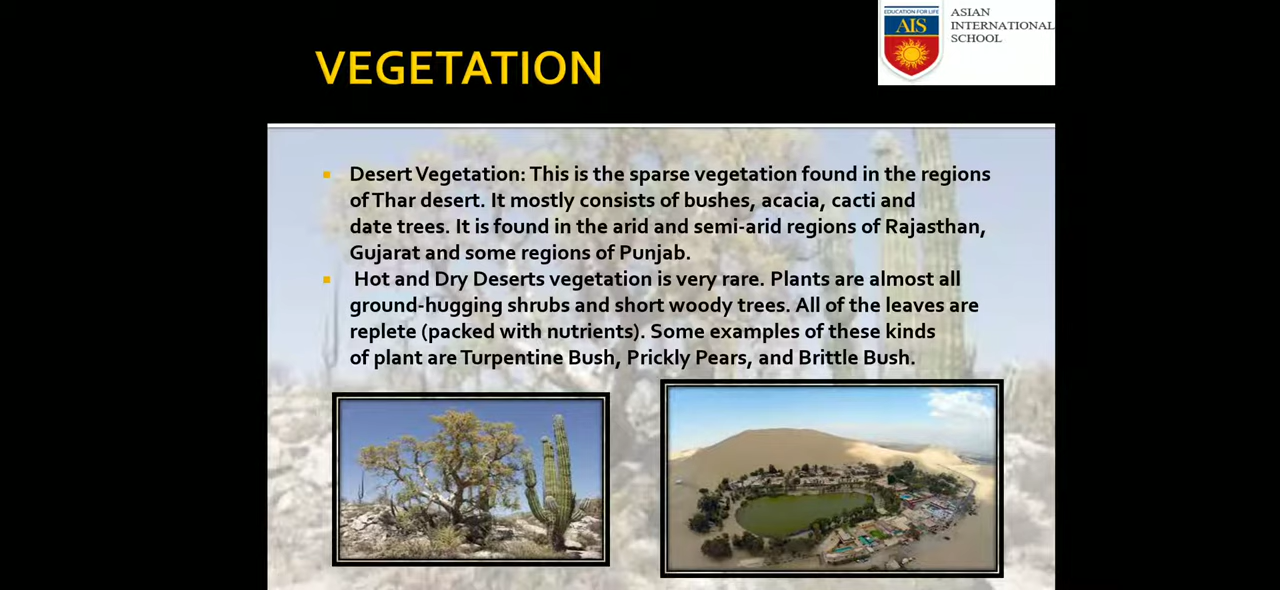 EDUCATION FOR LIFE
AIS
ASIAN
INTERNATIONAL
SCHOOL
VEGETATION
Desert Vegetation: This is the sparse vegetation found in the regions
of Thar desert. It mostly consists of bushes, acacia, cacti and
date trees. It is found in the arid and semi-arid regions of Rajasthan,
Gujarat and some regions of Punjab.
Hot and Dry Deserts vegetation is very rare. Plants are almost all
ground-hugging shrubs and short woody trees. All of the leaves are
replete (packed with nutrients). Some examples of these kinds
of plant are Turpentine Bush, Prickly Pears, and Brittle Bush.